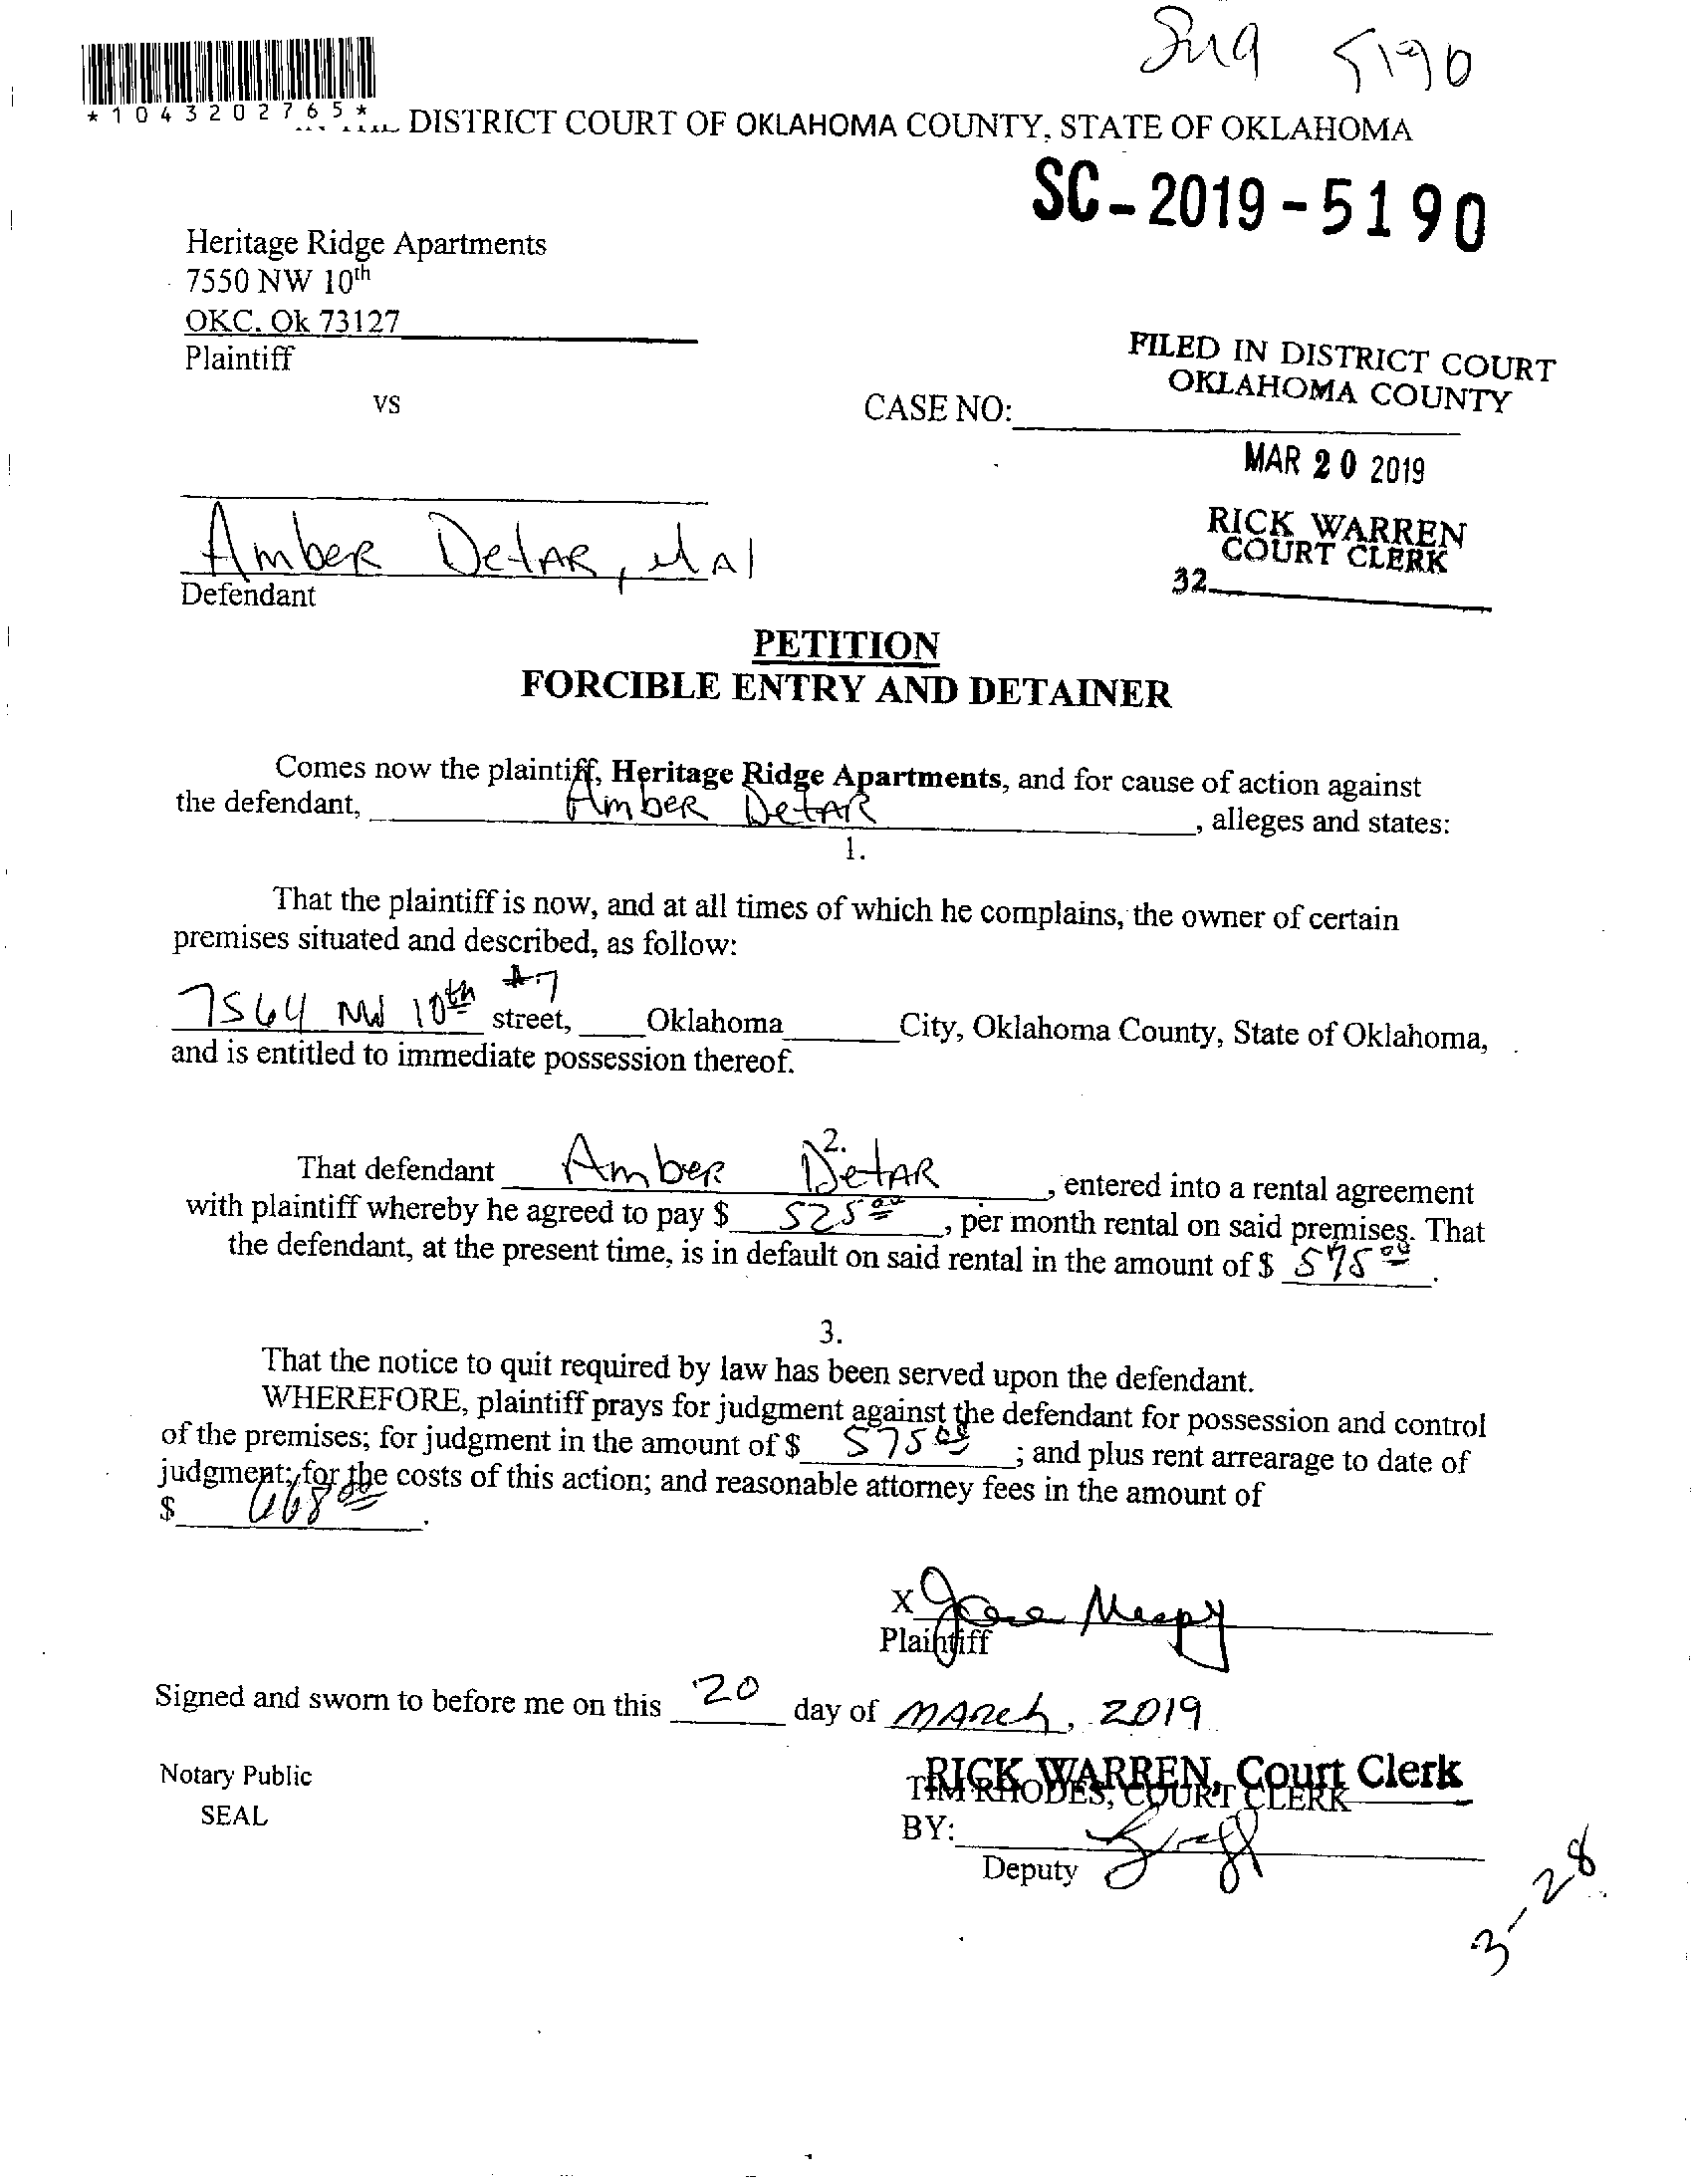 5190
*1043202765*
DISTRICT COURT OF OKLAHOMA COUNTY, STATE OF OKLAHOMA
SC-2019-5190
Heritage Ridge Apartments
7550 NW 10th
OKC. Ok 73127
Plaintiff
FILED IN DISTRICT COURT
OKLAHOMA COUNTY
vs
CASE NO:
MAR 20 2019
RICK WARREN
COURT CLERK
32
Amber Detar, et al
Defendant
PETITION
FORCIBLE ENTRY AND DETAINER
Comes now the plaintiff, Heritage Ridge Apartments, and for cause of action against
the defendant, Amber Detar, alleges and states:
1.
That the plaintiff is now, and at all times of which he complains, the owner of certain
premises situated and described, as follow:
7564 NW 10th #7 street, Oklahoma City, Oklahoma County, State of Oklahoma,
and is entitled to immediate possession thereof.
2.
That defendant Amber Detar, entered into a rental agreement
with plaintiff whereby he agreed to pay $ 525.00, per month rental on said premises. That
the defendant, at the present time, is in default on said rental in the amount of $ 575.00.
3.
That the notice to quit required by law has been served upon the defendant.
WHEREFORE, plaintiff prays for judgment against the defendant for possession and control
of the premises; for judgment in the amount of $ 575.00; and plus rent arrearage to date of
judgment; for the costs of this action; and reasonable attorney fees in the amount of
$ 668.00.
X
Plaintiff
Signed and sworn to before me on this 20 day of March, 2019
Notary Public
SEAL
RICK WARREN, Court Clerk
TIM RHODES, COURT CLERK
BY:
Deputy
3-28